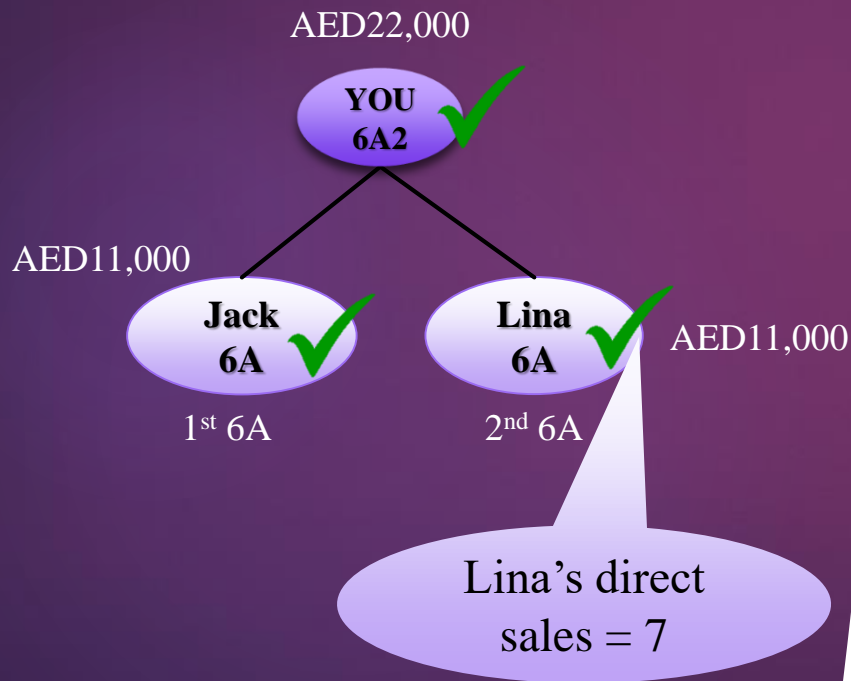 AED22,000
YOU
6A2
AED11,000
Jack
6A
Lina
6A
AED11,000
1st 6A
2nd 6A
Lina’s direct
sales = 7